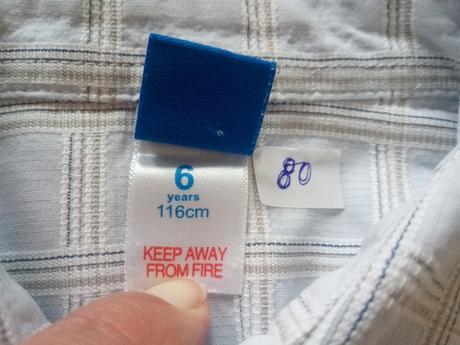 6
years
116cm
KEEP AWAY
FROM FIRE
80